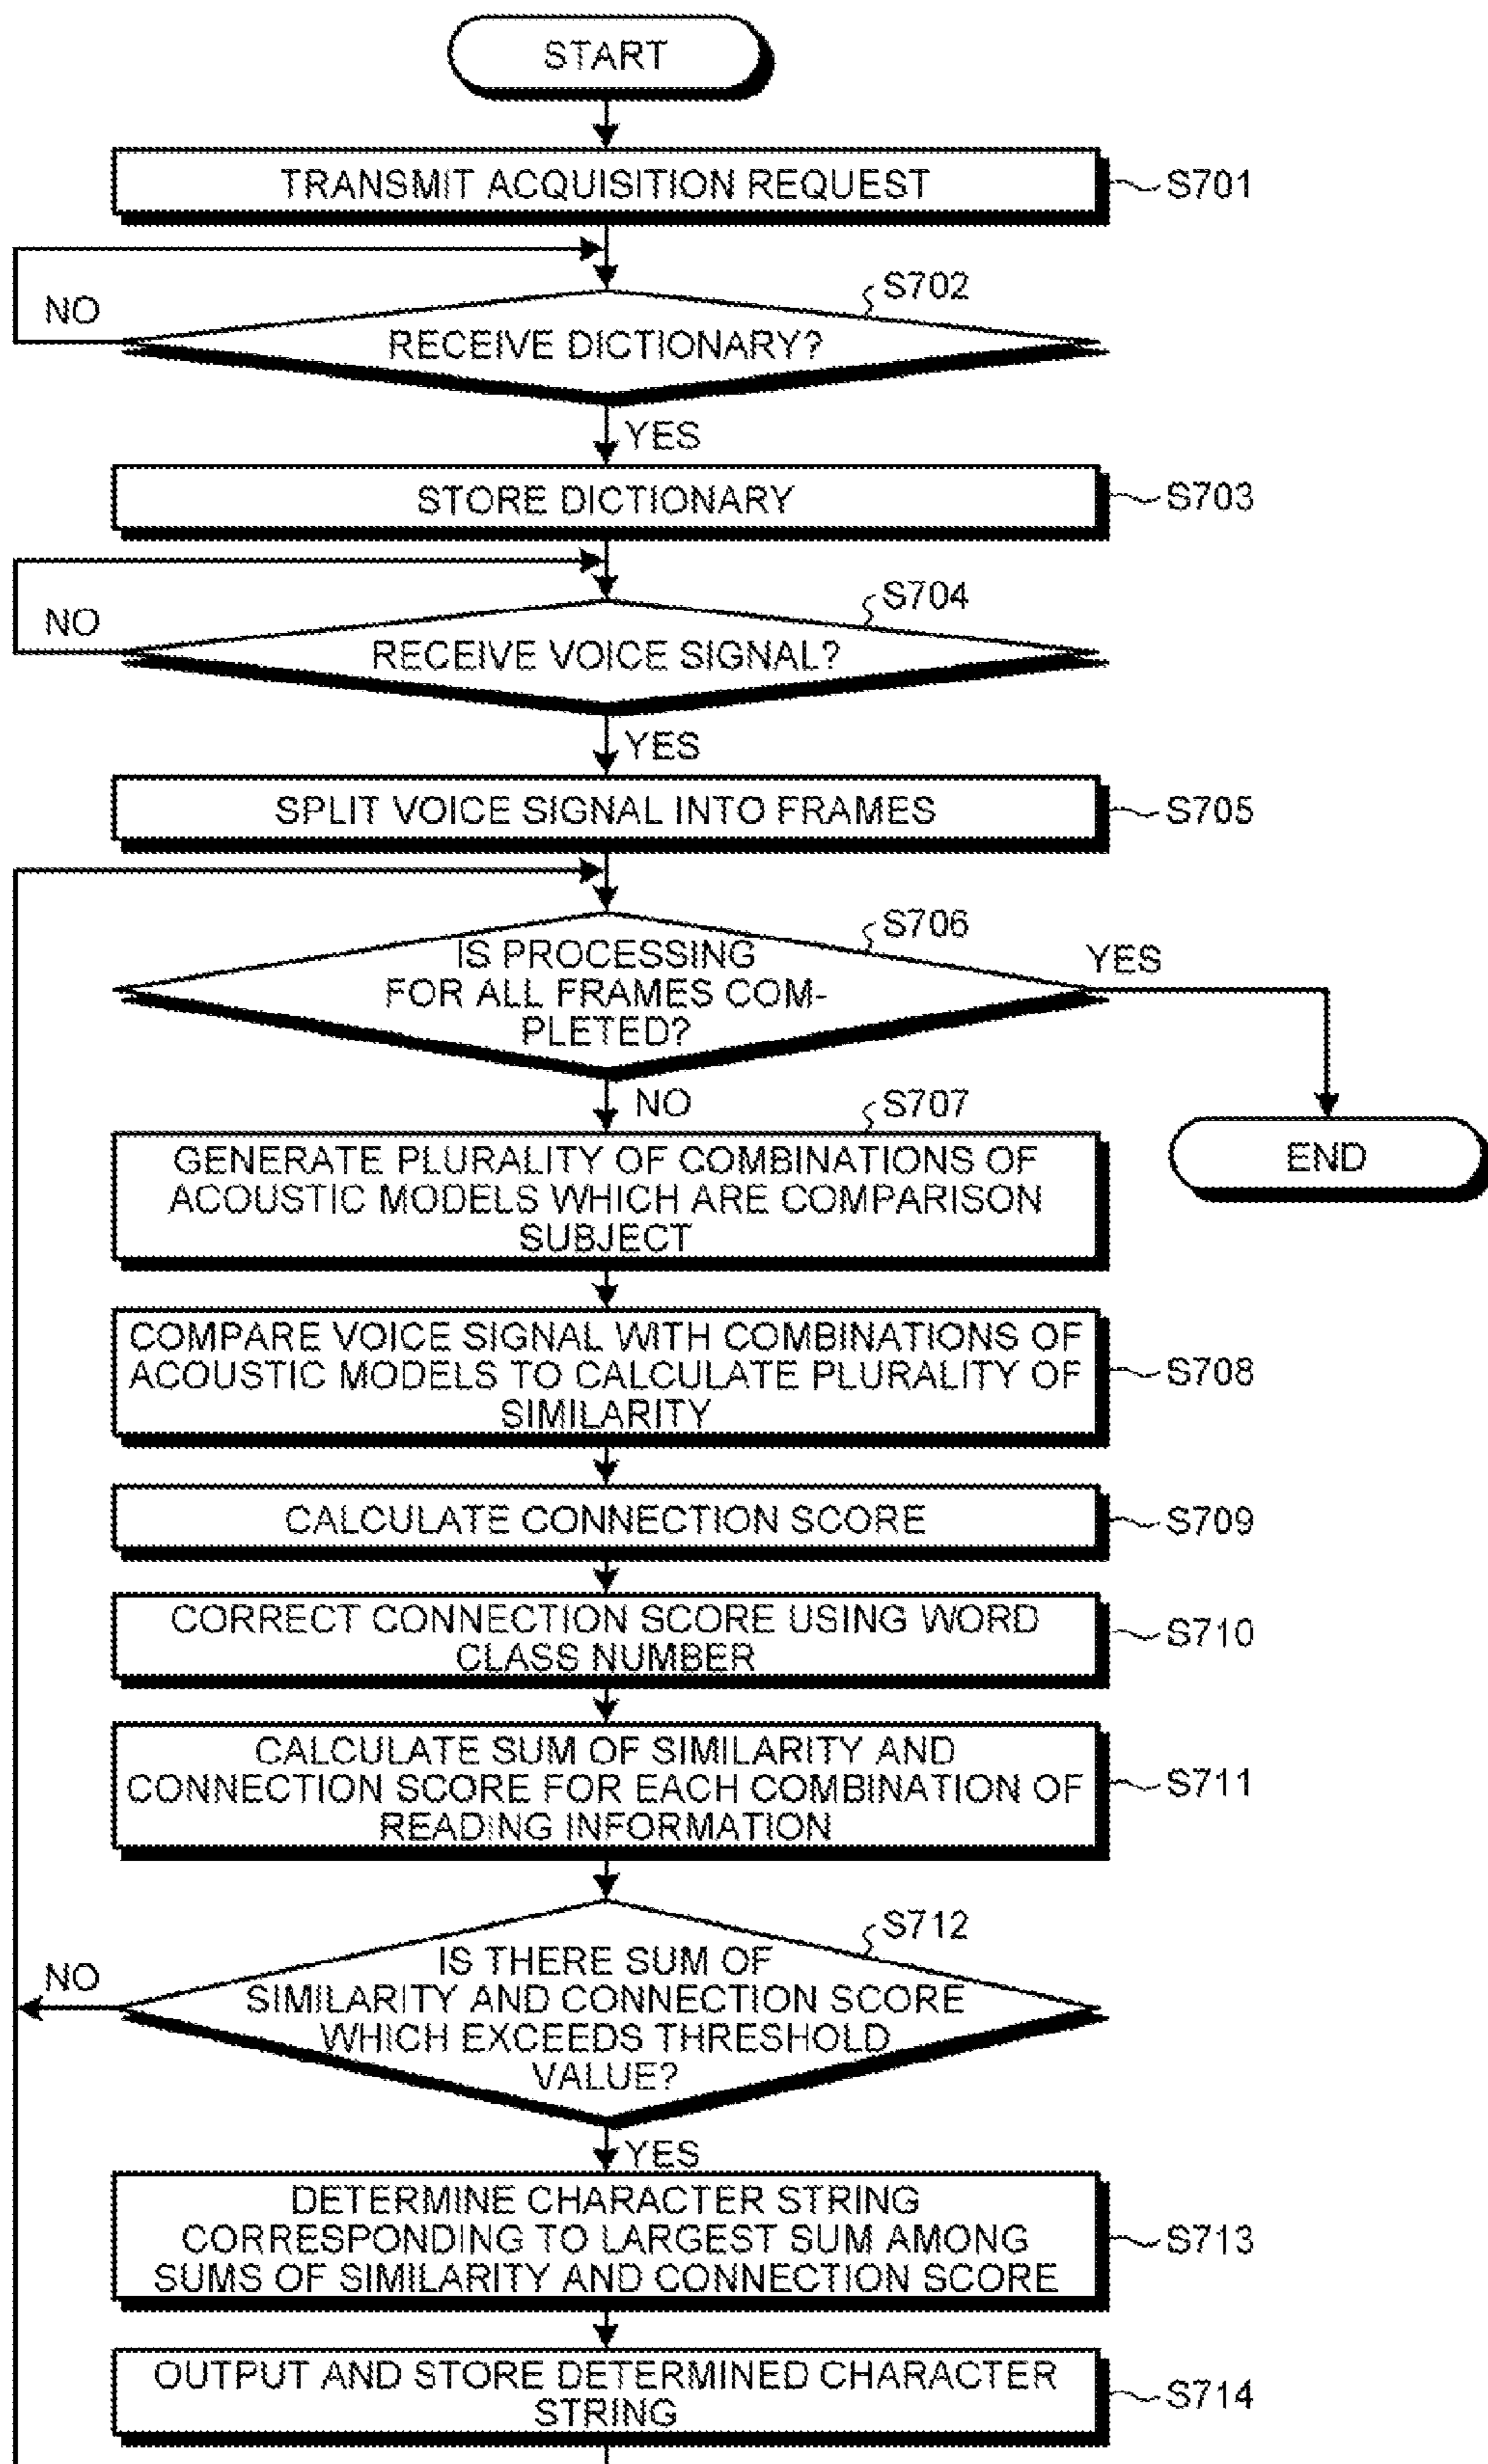 START
TRANSMIT ACQUISITION REQUEST
S701
NO
S702
RECEIVE DICTIONARY?
YES
STORE DICTIONARY
S703
NO
S704
RECEIVE VOICE SIGNAL?
YES
SPLIT VOICE SIGNAL INTO FRAMES
S705
S706
IS PROCESSING
FOR ALL FRAMES COM-
PLETED?
YES
NO
END
S707
GENERATE PLURALITY OF COMBINATIONS OF
ACOUSTIC MODELS WHICH ARE COMPARISON
SUBJECT
COMPARE VOICE SIGNAL WITH COMBINATIONS OF
ACOUSTIC MODELS TO CALCULATE PLURALITY OF
SIMILARITY
S708
CALCULATE CONNECTION SCORE
S709
CORRECT CONNECTION SCORE USING WORD
CLASS NUMBER
S710
CALCULATE SUM OF SIMILARITY AND
CONNECTION SCORE FOR EACH COMBINATION OF
READING INFORMATION
S711
S712
NO
IS THERE SUM OF
SIMILARITY AND CONNECTION SCORE
WHICH EXCEEDS THRESHOLD
VALUE?
YES
DETERMINE CHARACTER STRING
CORRESPONDING TO LARGEST SUM AMONG
SUMS OF SIMILARITY AND CONNECTION SCORE
S713
OUTPUT AND STORE DETERMINED CHARACTER
STRING
S714